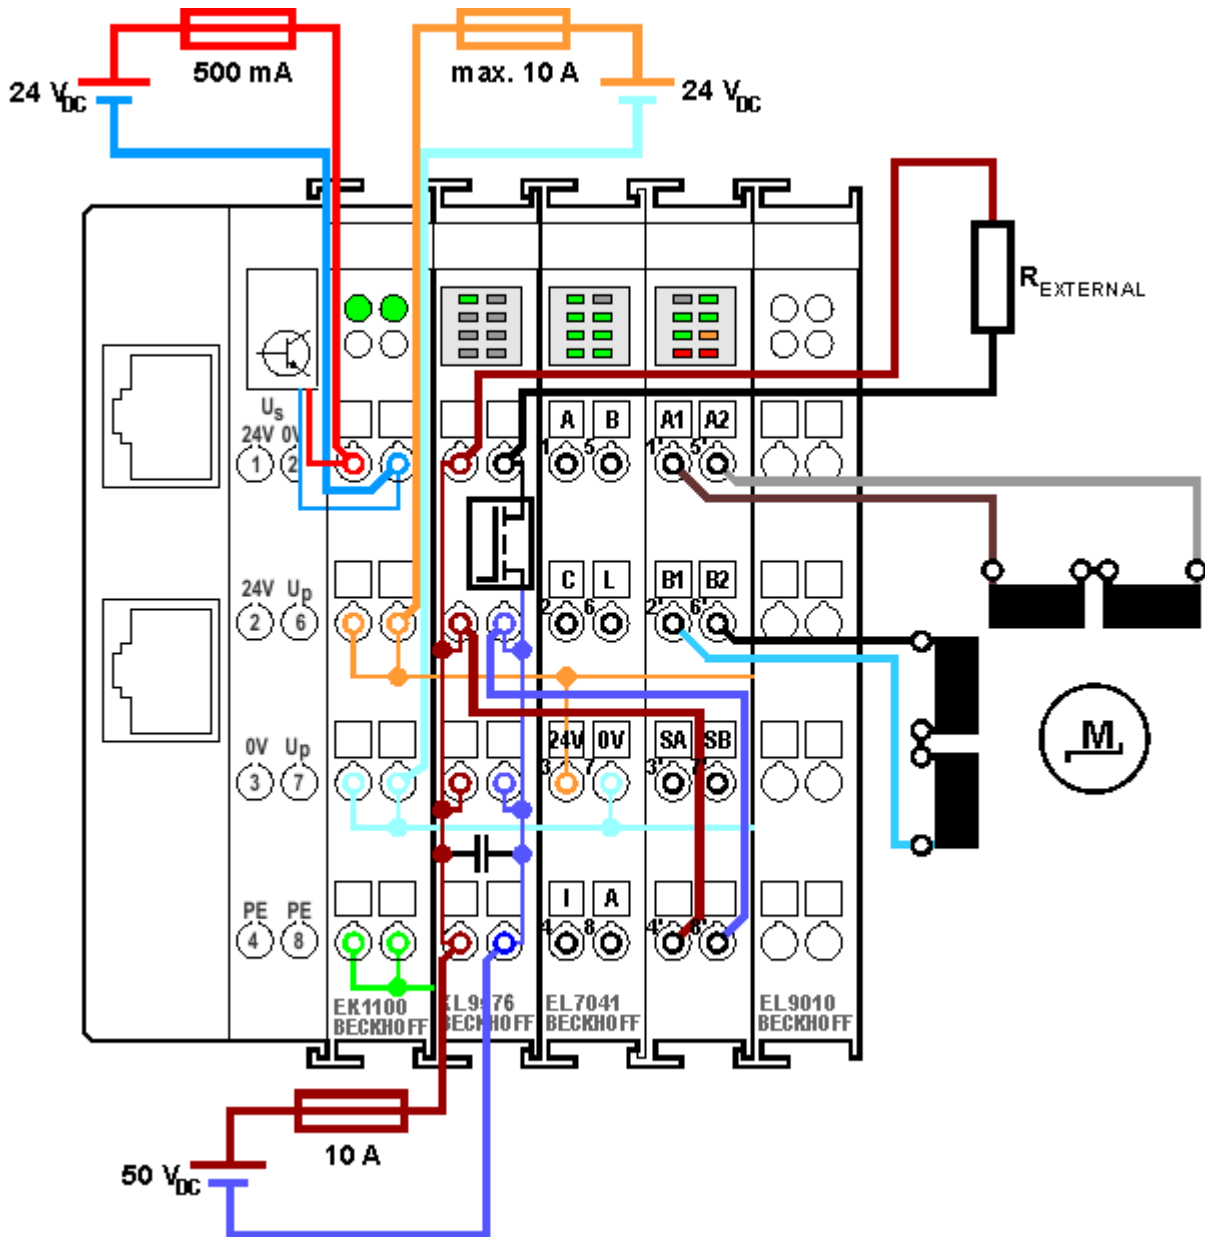 500 mA
max. 10 A
24 VDC
24 VDC
REXTERNAL
Us
24V 0V
1 2
A B
1 5
A1 A2
1' 5'
24V Up
2 6
C L
2 6
B1 B2
2' 6'
0V Up
3 7
24V 0V
3 7
SA SB
3' 7'
M
PE PE
4 8
I A
4 8
4' 8'
EK1100
BECKHOFF
BECKHOFF
EL7041
BECKHOFF
EL9010
BECKHOFF
10 A
50 VDC